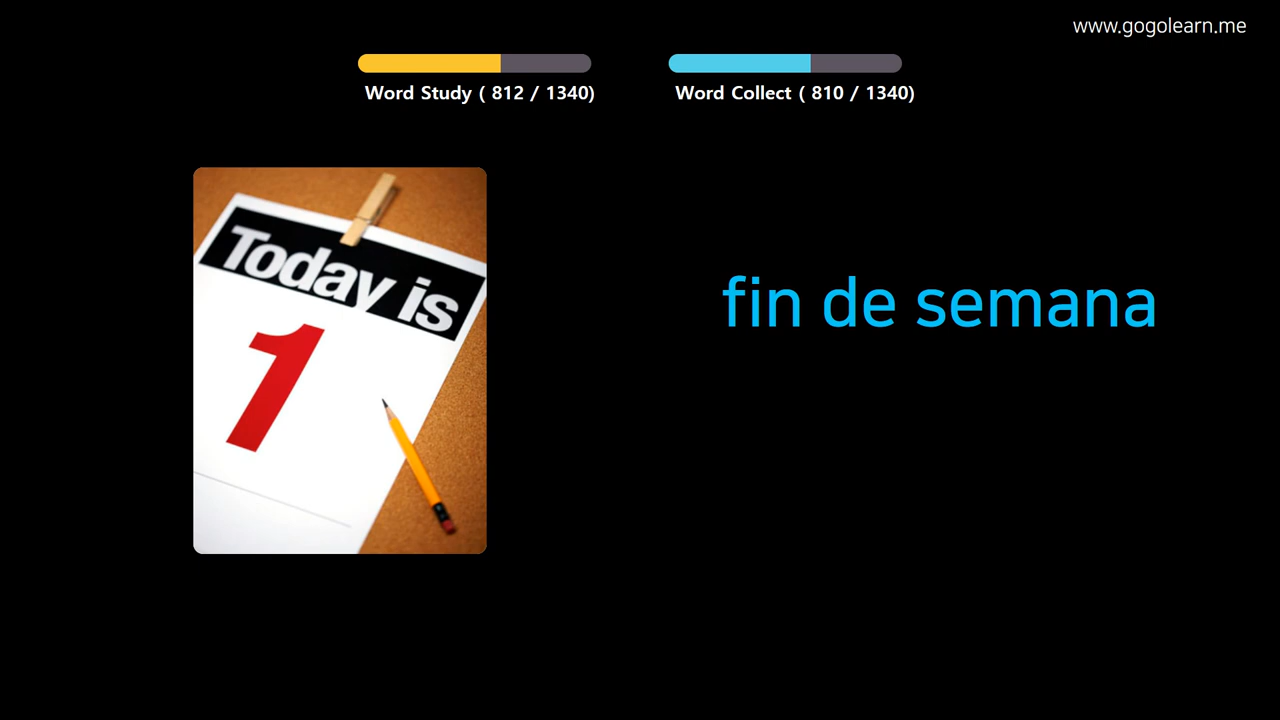 www.gogolearn.me
Word Study ( 812 / 1340)
Word Collect ( 810 / 1340)
Today is
1
fin de semana